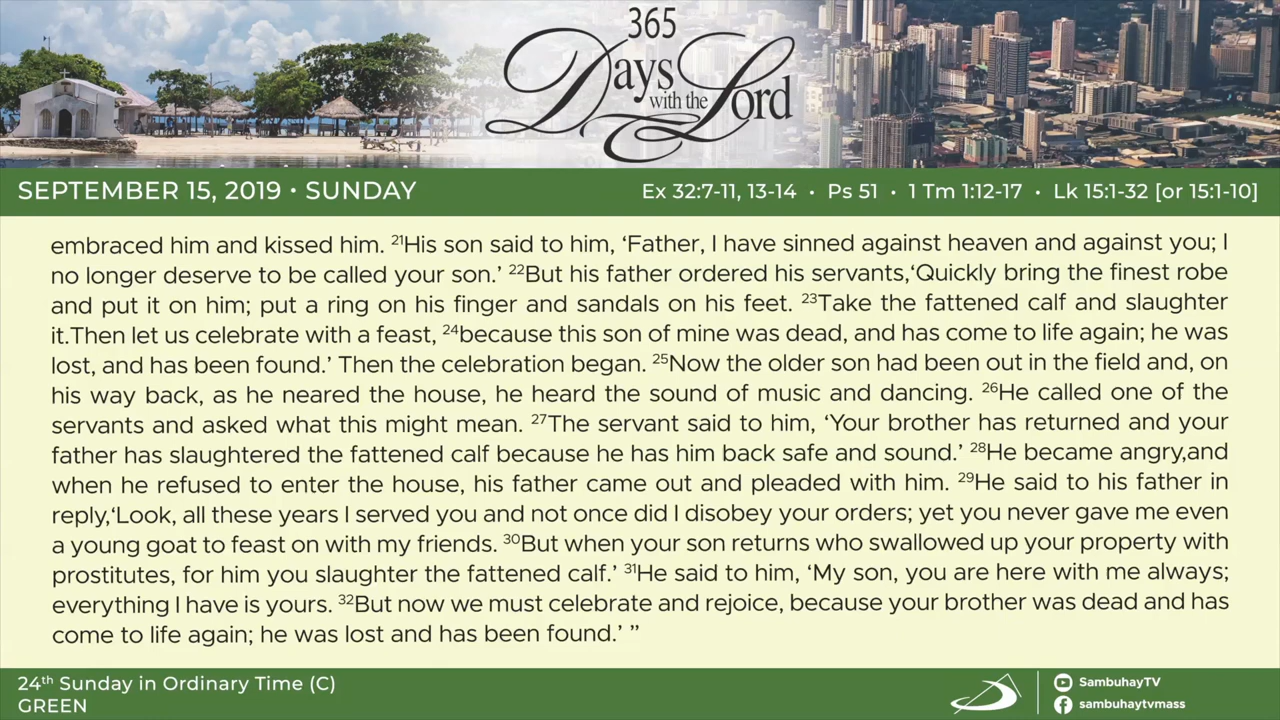 365
Days with the Lord
SEPTEMBER 15, 2019 • SUNDAY
Ex 32:7-11, 13-14 • Ps 51 • 1 Tm 1:12-17 • Lk 15:1-32 [or 15:1-10]
embraced him and kissed him. ²¹His son said to him, ‘Father, I have sinned against heaven and against you; I
no longer deserve to be called your son.’ ²²But his father ordered his servants,‘Quickly bring the finest robe
and put it on him; put a ring on his finger and sandals on his feet. ²³Take the fattened calf and slaughter
it.Then let us celebrate with a feast, ²⁴because this son of mine was dead, and has come to life again; he was
lost, and has been found.’ Then the celebration began. ²⁵Now the older son had been out in the field and, on
his way back, as he neared the house, he heard the sound of music and dancing. ²⁶He called one of the
servants and asked what this might mean. ²⁷The servant said to him, ‘Your brother has returned and your
father has slaughtered the fattened calf because he has him back safe and sound.’ ²⁸He became angry,and
when he refused to enter the house, his father came out and pleaded with him. ²⁹He said to his father in
reply,‘Look, all these years I served you and not once did I disobey your orders; yet you never gave me even
a young goat to feast on with my friends. ³⁰But when your son returns who swallowed up your property with
prostitutes, for him you slaughter the fattened calf.’ ³¹He said to him, ‘My son, you are here with me always;
everything I have is yours. ³²But now we must celebrate and rejoice, because your brother was dead and has
come to life again; he was lost and has been found.’ ”
24ᵗʰ Sunday in Ordinary Time (C)
GREEN
SambuhayTV
sambuhaytvmass